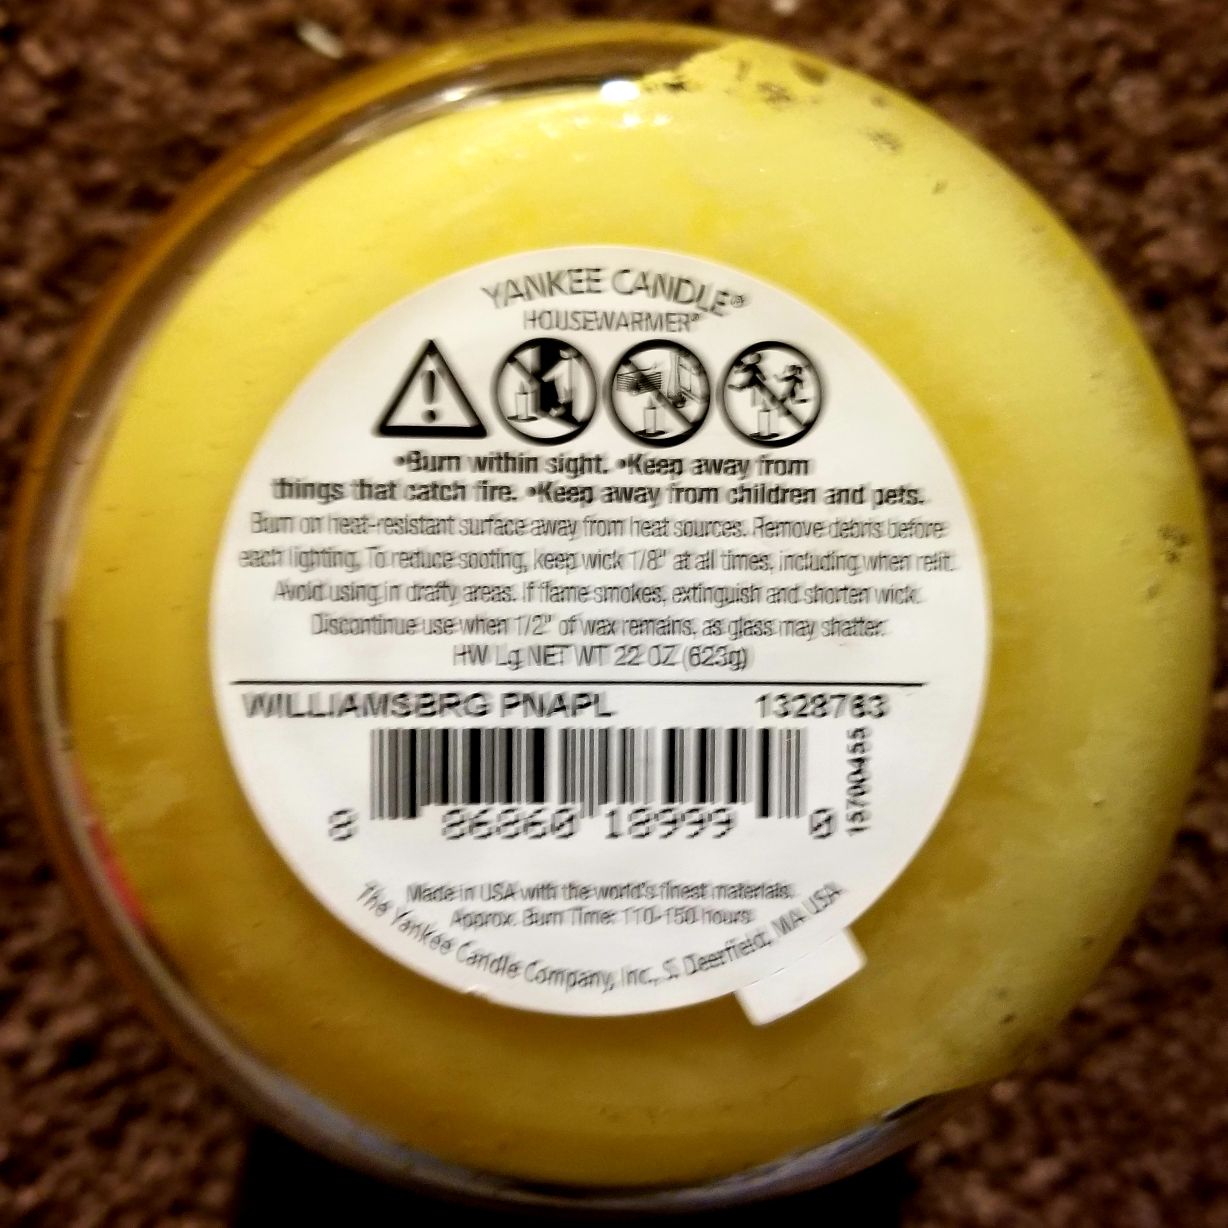 YANKEE CANDLE®
HOUSEWARMER®
•Burn within sight. •Keep away from
things that catch fire. •Keep away from children and pets.
Burn on heat-resistant surface away from heat sources. Remove debris before
each lighting. To reduce sooting, keep wick 1/8" at all times, including when relit.
Avoid using in drafty areas. If flame smokes, extinguish and shorten wick.
Discontinue use when 1/2" of wax remains, as glass may shatter.
HW Lg NET WT 22 OZ (623g)
WILLIAMSBRG PNAPL 1328763
15700455
8 86860 18999 0
Made in USA with the world's finest materials.
Approx. Burn Time: 110-150 hours
The Yankee Candle Company, Inc., S. Deerfield, MA USA